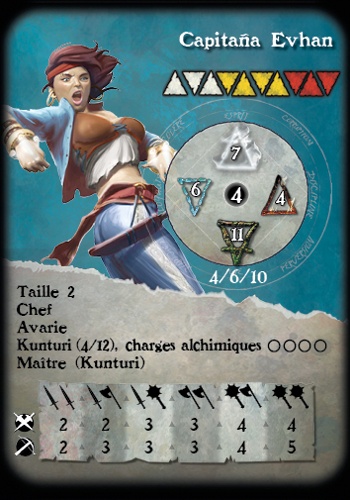 Capitaña Evhan
7
6 4 4
11
4/6/10
Taille 2
Chef
Avarie
Kunturi (4/12), charges alchimiques
Maître (Kunturi)
2 2 3 3 4 4
2 3 3 3 4 5